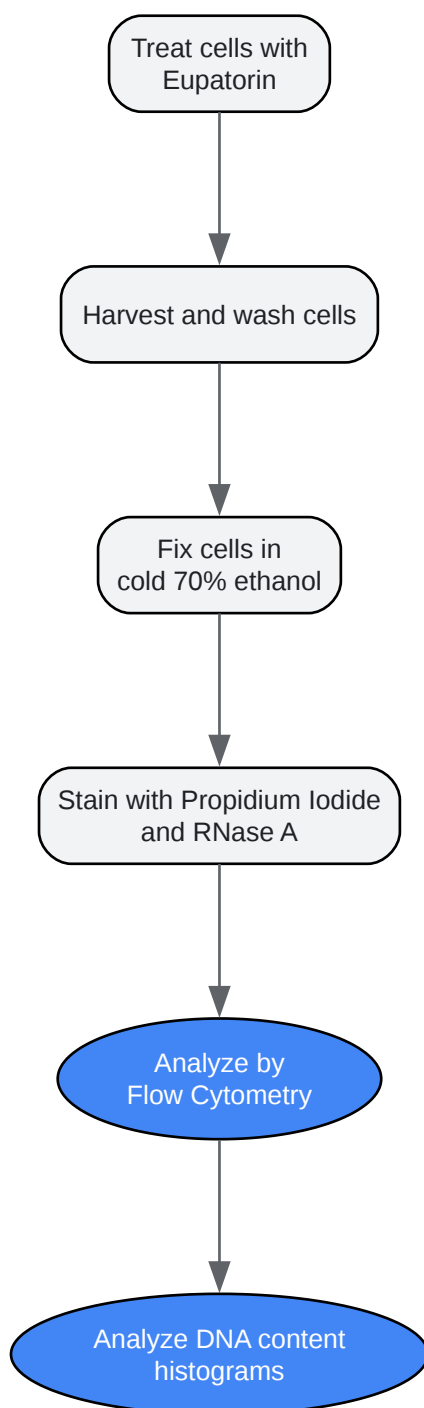 Treat cells with
Eupatorin
Harvest and wash cells
Fix cells in
cold 70% ethanol
Stain with Propidium Iodide
and RNase A
Analyze by
Flow Cytometry
Analyze DNA content
histograms